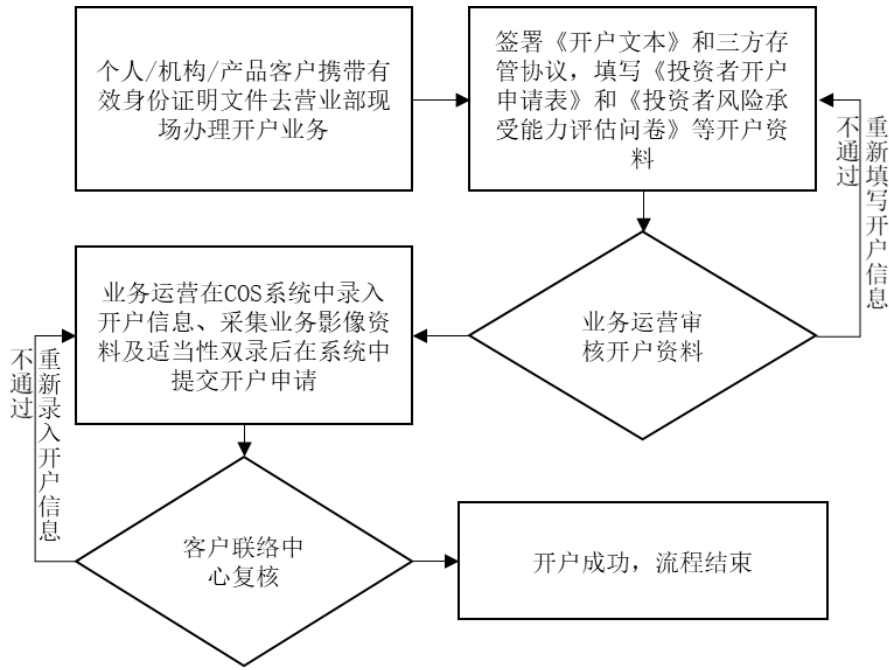 个人/机构/产品客户携带有
效身份证明文件去营业部现
场办理开户业务
签署《开户文本》和三方存
管协议，填写《投资者开户
申请表》和《投资者风险承
受能力评估问卷》等开户资
料
不通过
重新填写开户信息
业务运营审
核开户资料
业务运营在COS系统中录入
开户信息、采集业务影像资
料及适当性双录后在系统中
提交开户申请
不通过
重新录入开户信息
客户联络中
心复核
开户成功，流程结束